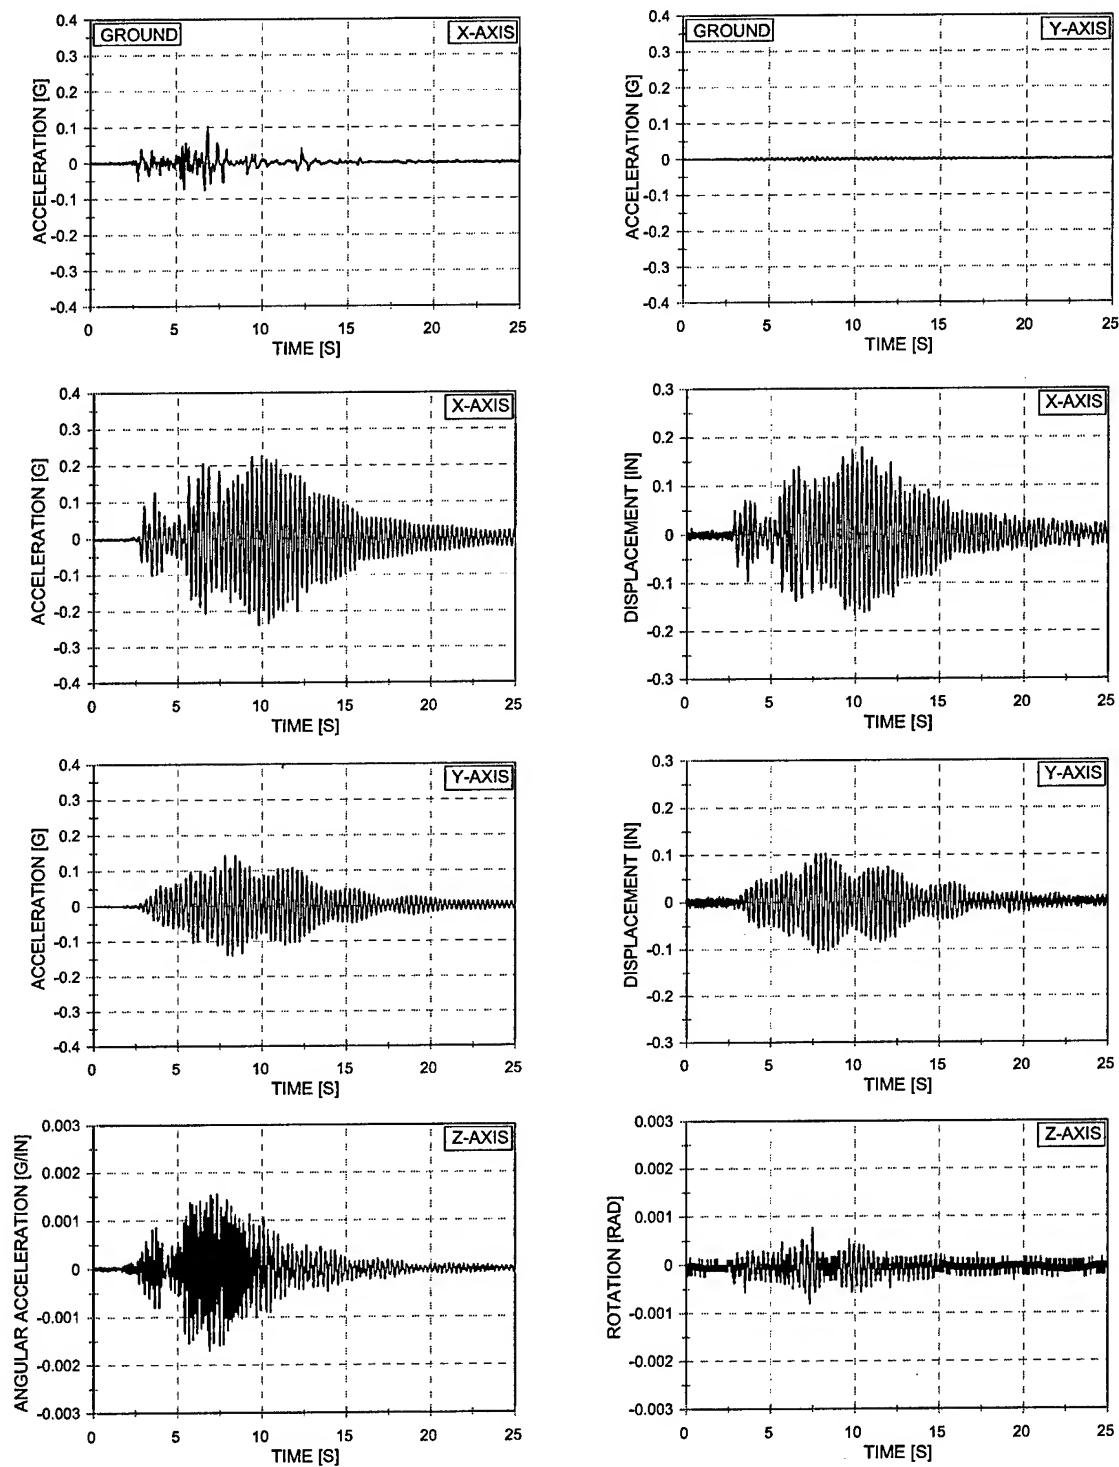 GROUND
X-AXIS
ACCELERATION [G]
0.4
0.3
0.2
0.1
0
-0.1
-0.2
-0.3
-0.4
0 5 10 15 20 25
TIME [S]
GROUND
Y-AXIS
ACCELERATION [G]
0.4
0.3
0.2
0.1
0
-0.1
-0.2
-0.3
-0.4
0 5 10 15 20 25
TIME [S]
X-AXIS
ACCELERATION [G]
0.4
0.3
0.2
0.1
0
-0.1
-0.2
-0.3
-0.4
0 5 10 15 20 25
TIME [S]
X-AXIS
DISPLACEMENT [IN]
0.3
0.2
0.1
0
-0.1
-0.2
-0.3
0 5 10 15 20 25
TIME [S]
Y-AXIS
ACCELERATION [G]
0.4
0.3
0.2
0.1
0
-0.1
-0.2
-0.3
-0.4
0 5 10 15 20 25
TIME [S]
Y-AXIS
DISPLACEMENT [IN]
0.3
0.2
0.1
0
-0.1
-0.2
-0.3
0 5 10 15 20 25
TIME [S]
Z-AXIS
ANGULAR ACCELERATION [G/IN]
0.003
0.002
0.001
0
-0.001
-0.002
-0.003
0 5 10 15 20 25
TIME [S]
Z-AXIS
ROTATION [RAD]
0.003
0.002
0.001
0
-0.001
-0.002
-0.003
0 5 10 15 20 25
TIME [S]